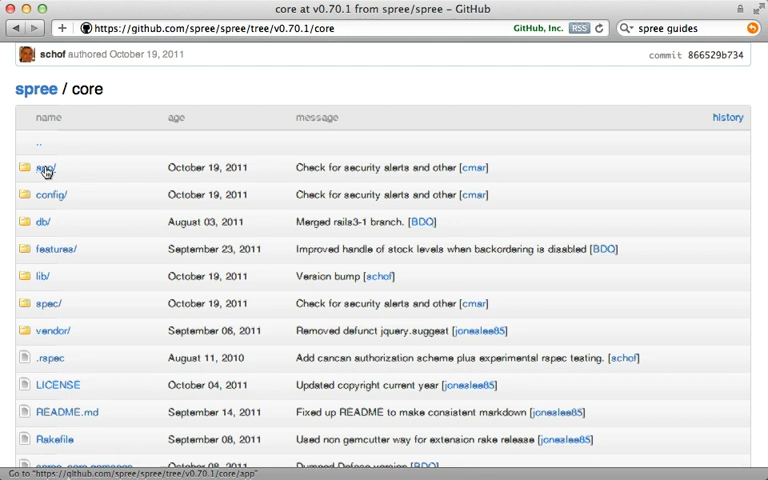 core at v0.70.1 from spree/spree – GitHub
https://github.com/spree/spree/tree/v0.70.1/core GitHub, Inc. RSS spree guides
schof authored October 19, 2011 commit 866529b734
spree / core
name age message history
..
app/ October 19, 2011 Check for security alerts and other [cmar]
config/ October 19, 2011 Check for security alerts and other [cmar]
db/ August 03, 2011 Merged rails3-1 branch. [BDQ]
features/ September 23, 2011 Improved handle of stock levels when backordering is disabled [BDQ]
lib/ October 19, 2011 Version bump [schof]
spec/ October 19, 2011 Check for security alerts and other [cmar]
vendor/ September 06, 2011 Removed defunct jquery.suggest [joneslee85]
.rspec August 11, 2010 Add cancan authorization scheme plus experimental rspec testing. [schof]
LICENSE October 04, 2011 Updated copyright current year [joneslee85]
README.md September 14, 2011 Fixed up README to make consistent markdown [joneslee85]
Rakefile September 08, 2011 Used non gemcutter way for extension rake release [joneslee85]
October 08, 2011 version [BDQ]
Go to "https://github.com/spree/spree/tree/v0.70.1/core/app"